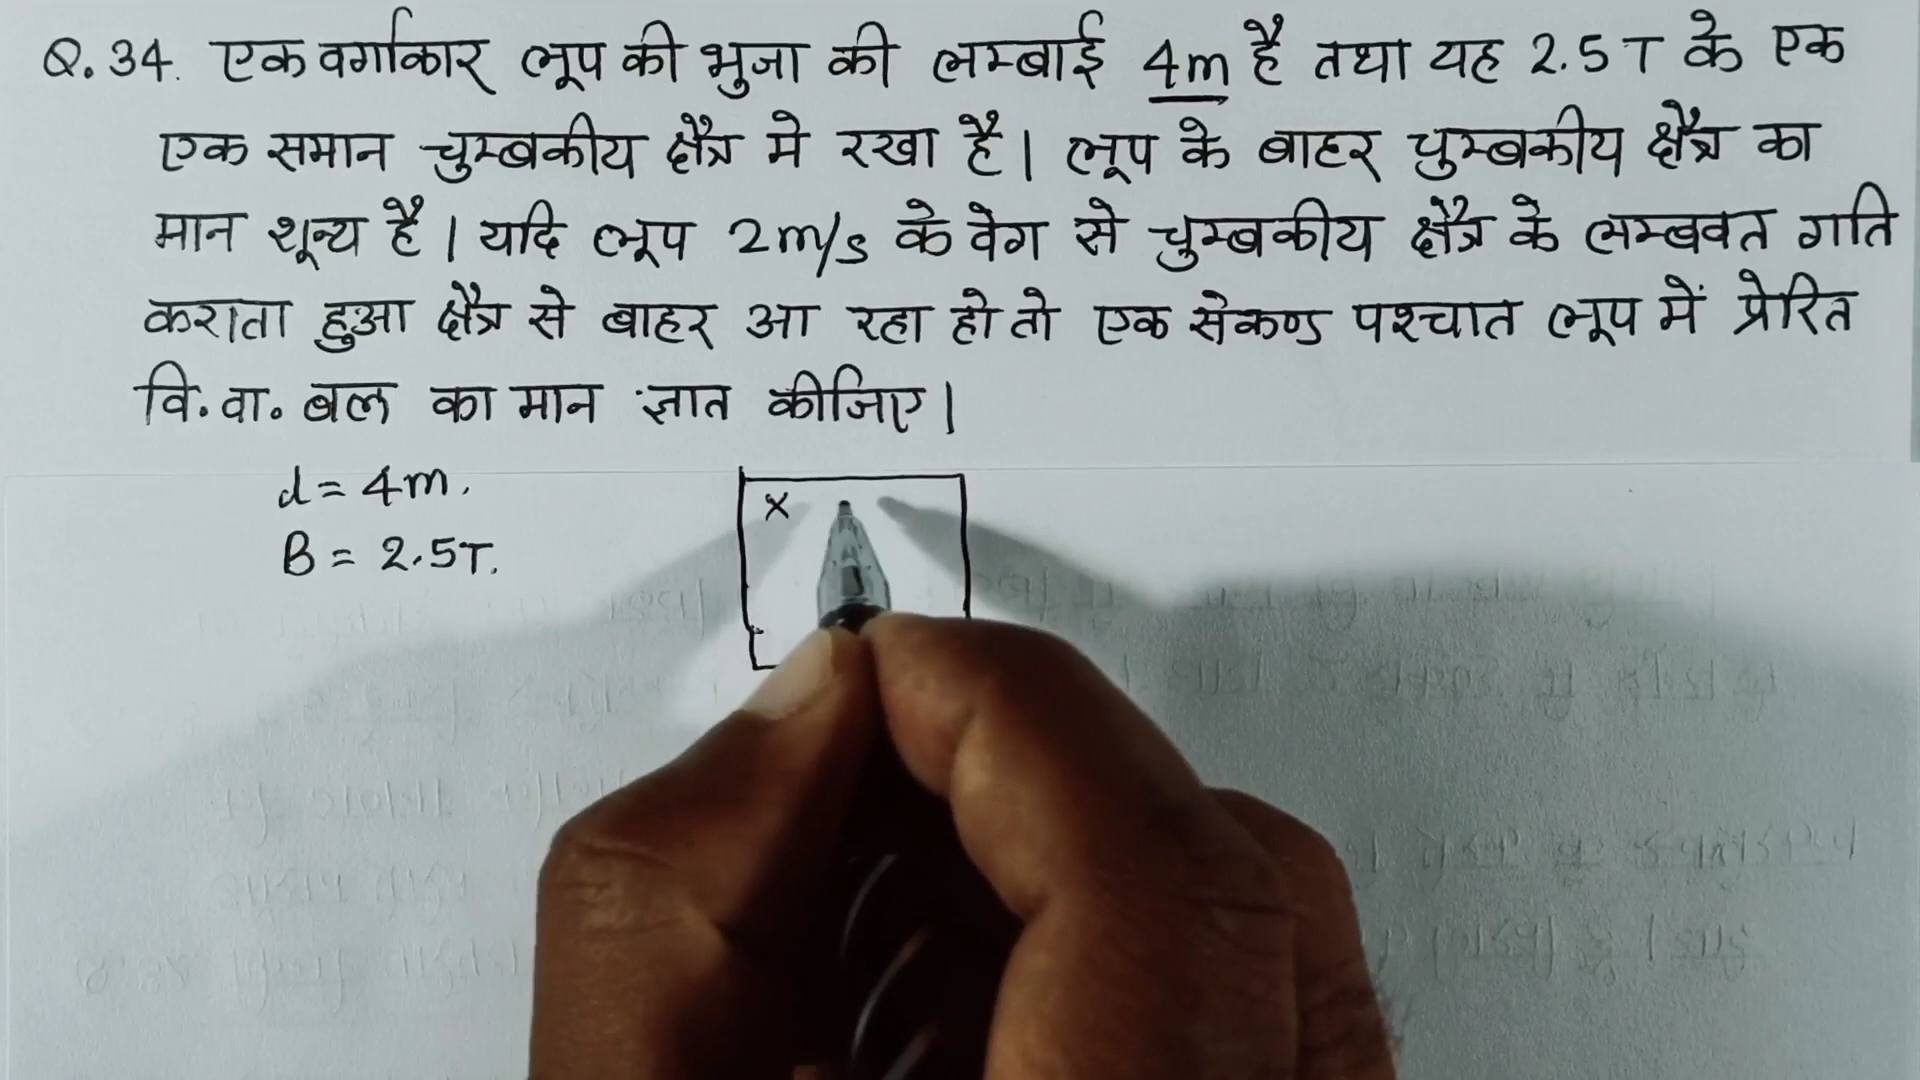 Q.34. एक वर्गाकार लूप की भुजा की लम्बाई 4m है तथा यह 2.5T के एक
एक समान चुम्बकीय क्षैत्र मे रखा है। लूप के बाहर चुम्बकीय क्षैत्र का
मान शून्य है। यदि लूप 2m/s के वेग से चुम्बकीय क्षैत्र के लम्बवत गति
कराता हुआ क्षैत्र से बाहर आ रहा हो तो एक सेकण्ड पश्चात लूप में प्रेरित
वि.वा. बल का मान ज्ञात कीजिए।
d = 4m.
B = 2.5T.
x